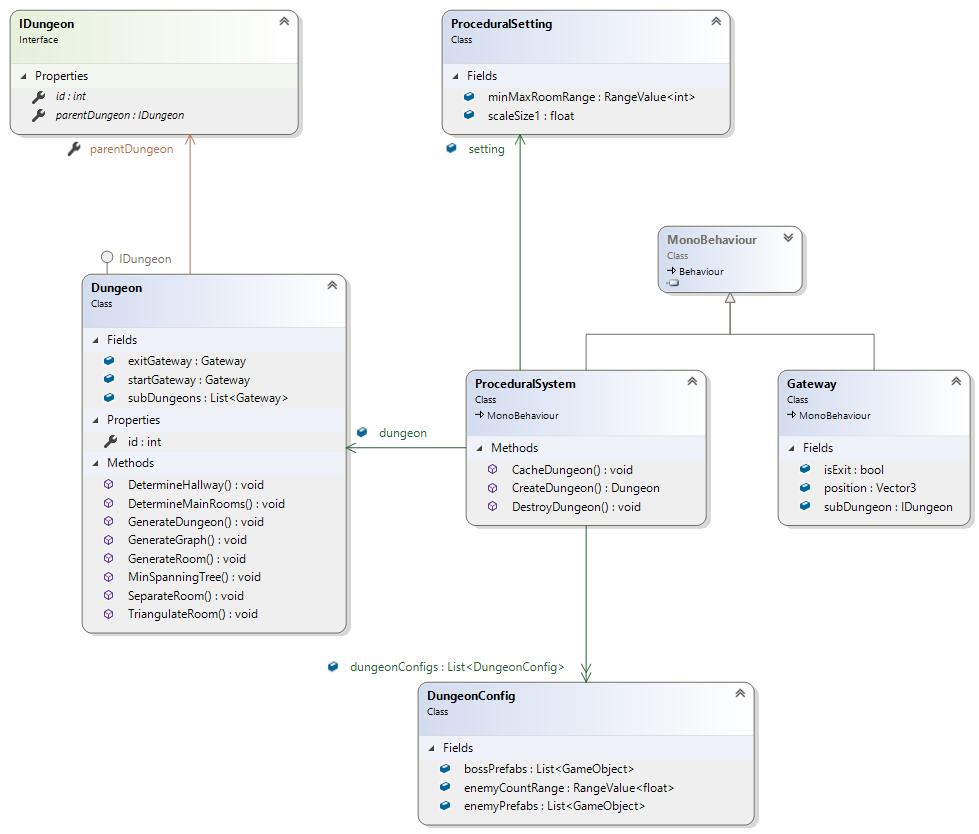 IDungeon
Interface
Properties
id : int
parentDungeon : IDungeon
parentDungeon
ProceduralSetting
Class
Fields
minMaxRoomRange : RangeValue<int>
scaleSize1 : float
setting
MonoBehaviour
Class
Behaviour
IDungeon
Dungeon
Class
Fields
exitGateway : Gateway
startGateway : Gateway
subDungeons : List<Gateway>
Properties
id : int
Methods
DetermineHallway() : void
DetermineMainRooms() : void
GenerateDungeon() : void
GenerateGraph() : void
GenerateRoom() : void
MinSpanningTree() : void
SeparateRoom() : void
TriangulateRoom() : void
dungeon
ProceduralSystem
Class
MonoBehaviour
Methods
CacheDungeon() : void
CreateDungeon() : Dungeon
DestroyDungeon() : void
Gateway
Class
MonoBehaviour
Fields
isExit : bool
position : Vector3
subDungeon : IDungeon
dungeonConfigs : List<DungeonConfig>
DungeonConfig
Class
Fields
bossPrefabs : List<GameObject>
enemyCountRange : RangeValue<float>
enemyPrefabs : List<GameObject>